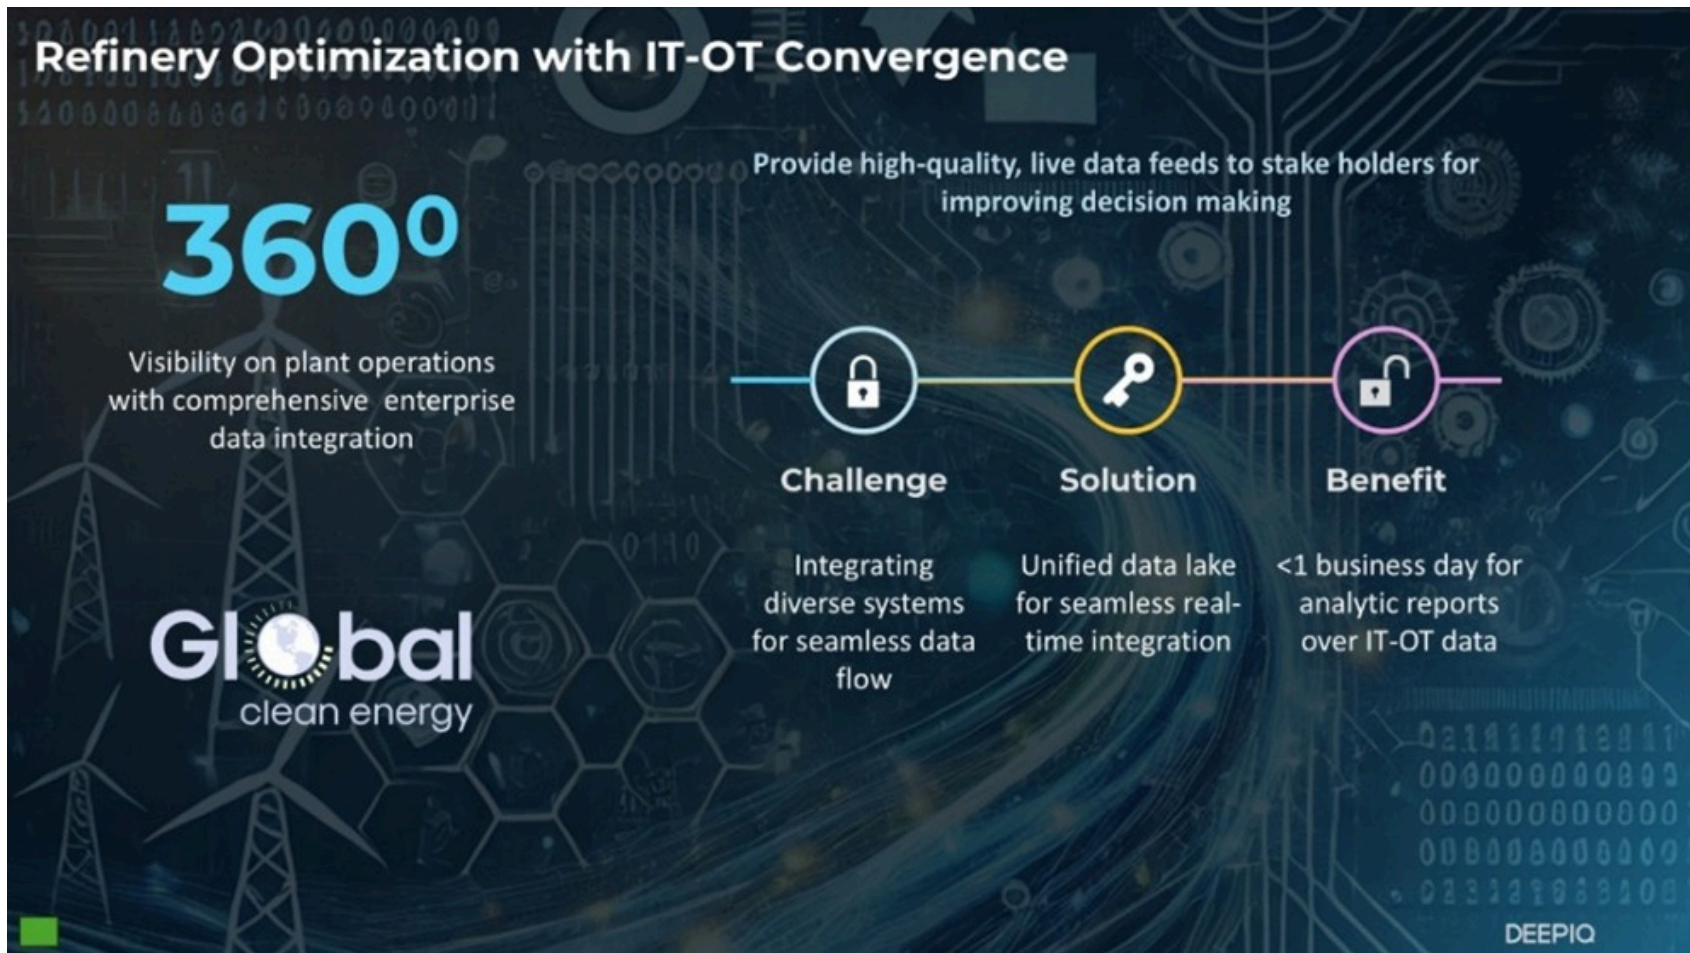 Refinery Optimization with IT-OT Convergence
360⁰
Visibility on plant operations
with comprehensive enterprise
data integration
Global
clean energy
Provide high-quality, live data feeds to stake holders for
improving decision making
Challenge
Integrating
diverse systems
for seamless data
flow
Solution
Unified data lake
for seamless real-
time integration
Benefit
<1 business day for
analytic reports
over IT-OT data
DEEPIQ